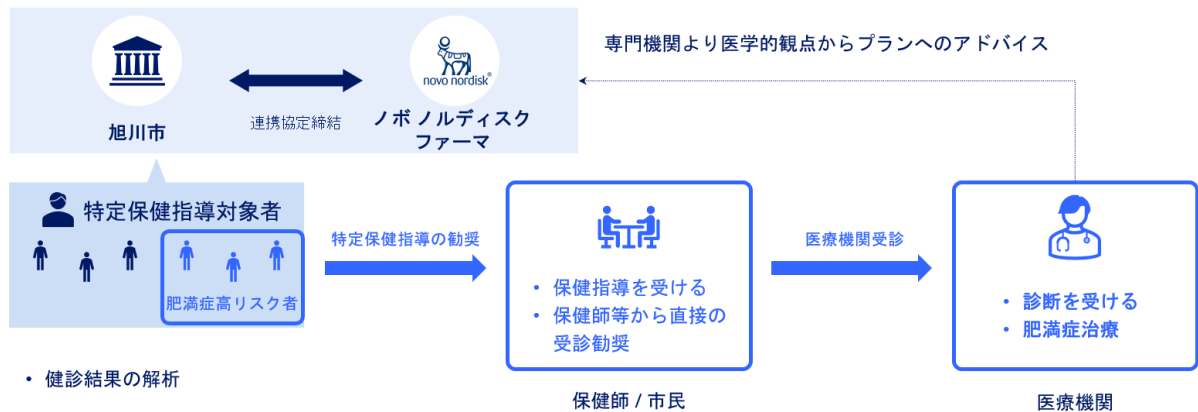 専門機関より医学的観点からプランへのアドバイス
novo nordisk®
旭川市
連携協定締結
ノボ ノルディスク
ファーマ
特定保健指導対象者
肥満症高リスク者
特定保健指導の勧奨
• 保健指導を受ける
• 保健師等から直接の
受診勧奨
医療機関受診
• 診断を受ける
• 肥満症治療
• 健診結果の解析
保健師 / 市民
医療機関